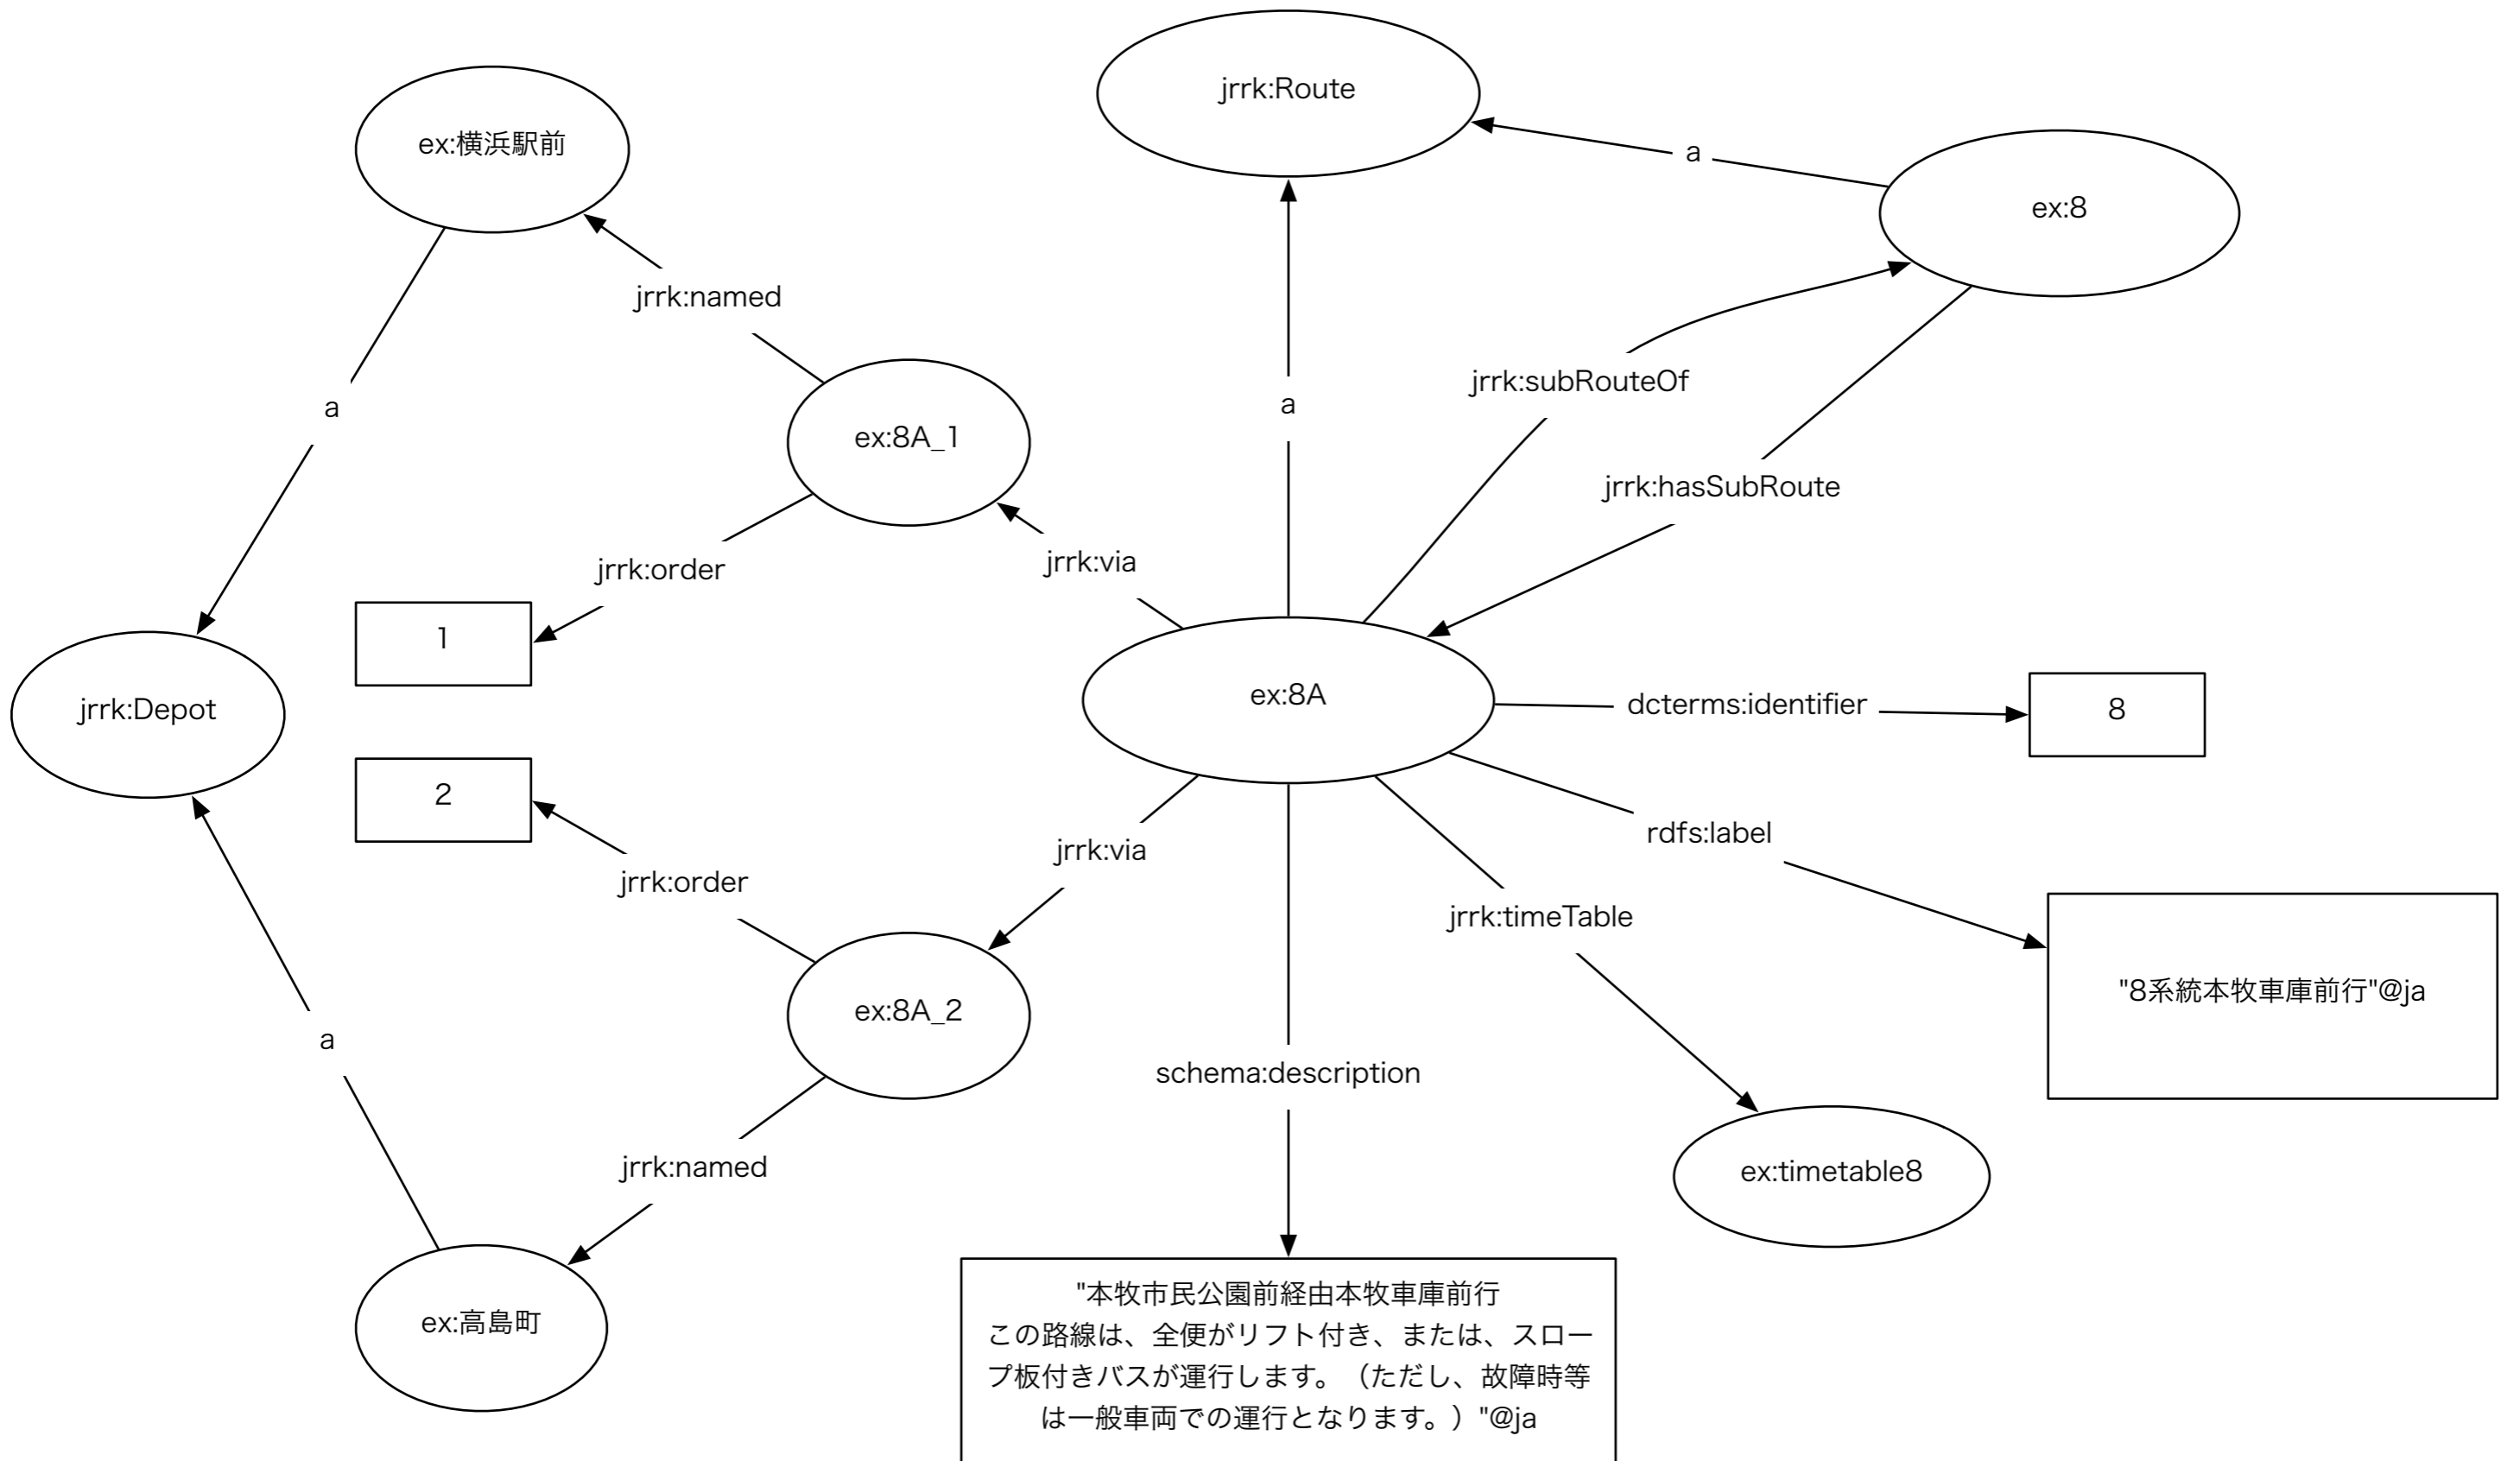 jrrk:Route
ex:横浜駅前
a
ex:8
jrrk:named
jrrk:subRouteOf
a
a
ex:8A_1
jrrk:hasSubRoute
jrrk:via
jrrk:order
1
ex:8A
jrrk:Depot
dcterms:identifier
8
2
rdfs:label
jrrk:via
jrrk:order
jrrk:timeTable
"8系統本牧車庫前行"@ja
ex:8A_2
a
schema:description
jrrk:named
ex:timetable8
ex:高島町
"本牧市民公園前経由本牧車庫前行
この路線は、全便がリフト付き、または、スロー
プ板付きバスが運行します。（ただし、故障時等
は一般車両での運行となります。）"@ja